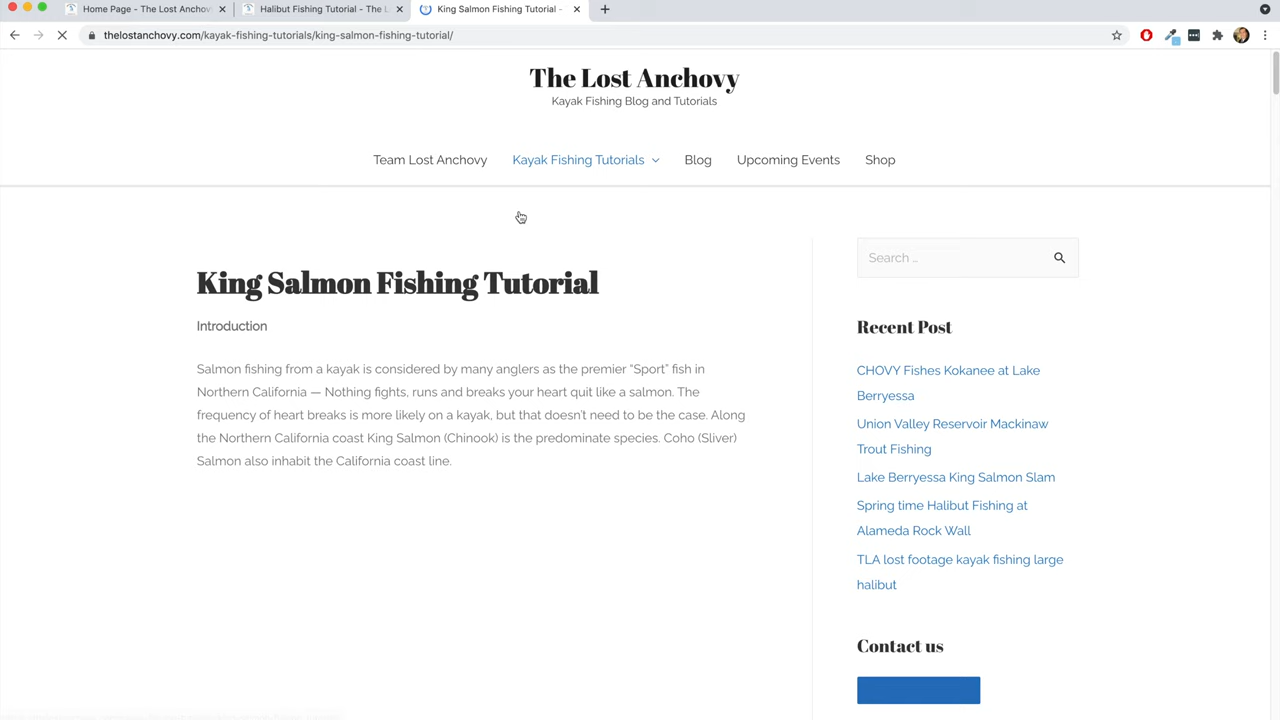 Home Page - The Lost Anchov
Halibut Fishing Tutorial - The L
King Salmon Fishing Tutorial -
thelostanchovy.com/kayak-fishing-tutorials/king-salmon-fishing-tutorial/
The Lost Anchovy
Kayak Fishing Blog and Tutorials
Team Lost Anchovy
Kayak Fishing Tutorials
Blog
Upcoming Events
Shop
King Salmon Fishing Tutorial
Introduction
Salmon fishing from a kayak is considered by many anglers as the premier “Sport” fish in
Northern California — Nothing fights, runs and breaks your heart quit like a salmon. The
frequency of heart breaks is more likely on a kayak, but that doesn’t need to be the case. Along
the Northern California coast King Salmon (Chinook) is the predominate species. Coho (Sliver)
Salmon also inhabit the California coast line.
Search …
Recent Post
CHOVY Fishes Kokanee at Lake
Berryessa
Union Valley Reservoir Mackinaw
Trout Fishing
Lake Berryessa King Salmon Slam
Spring time Halibut Fishing at
Alameda Rock Wall
TLA lost footage kayak fishing large
halibut
Contact us